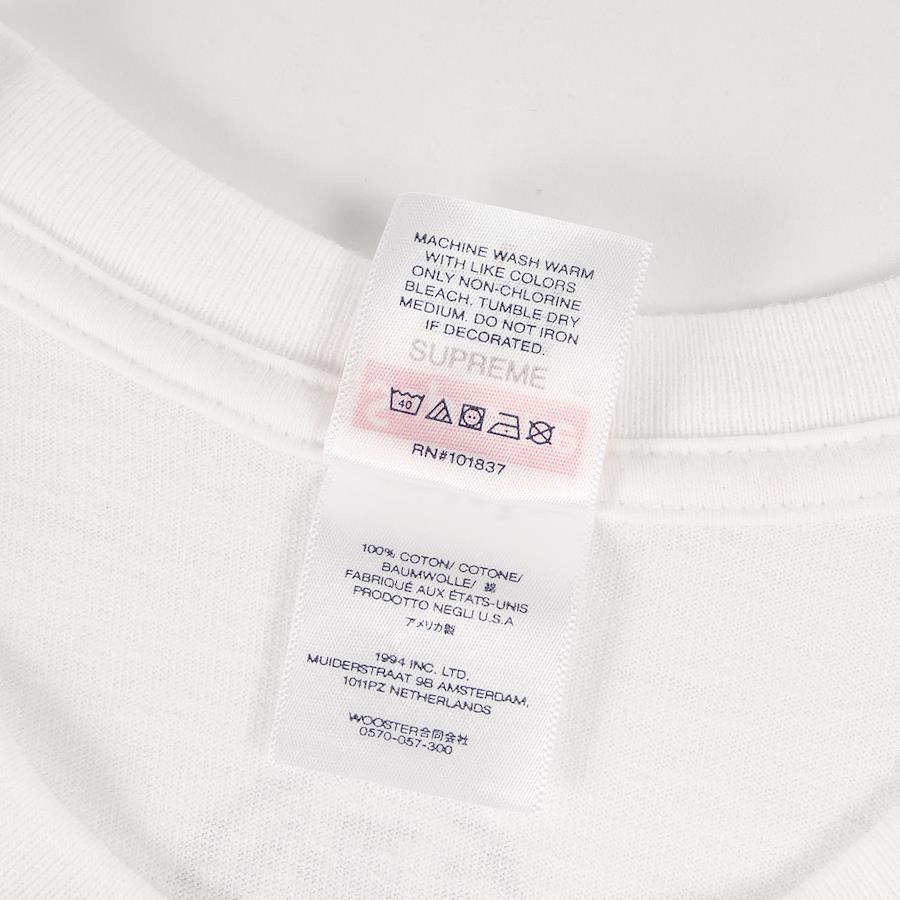 MACHINE WASH WARM
WITH LIKE COLORS
ONLY NON-CHLORINE
BLEACH. TUMBLE DRY
MEDIUM. DO NOT IRON
IF DECORATED.
SUPREME
40
RN#101837
100% COTON/ COTONE/
BAUMWOLLE/ 綿
FABRIQUÉ AUX ÉTATS-UNIS
PRODOTTO NEGLI U.S.A
アメリカ製
1994 INC. LTD.
MUIDERSTRAAT 9B AMSTERDAM,
1011PZ NETHERLANDS
WOOSTER合同会社
0570-057-300